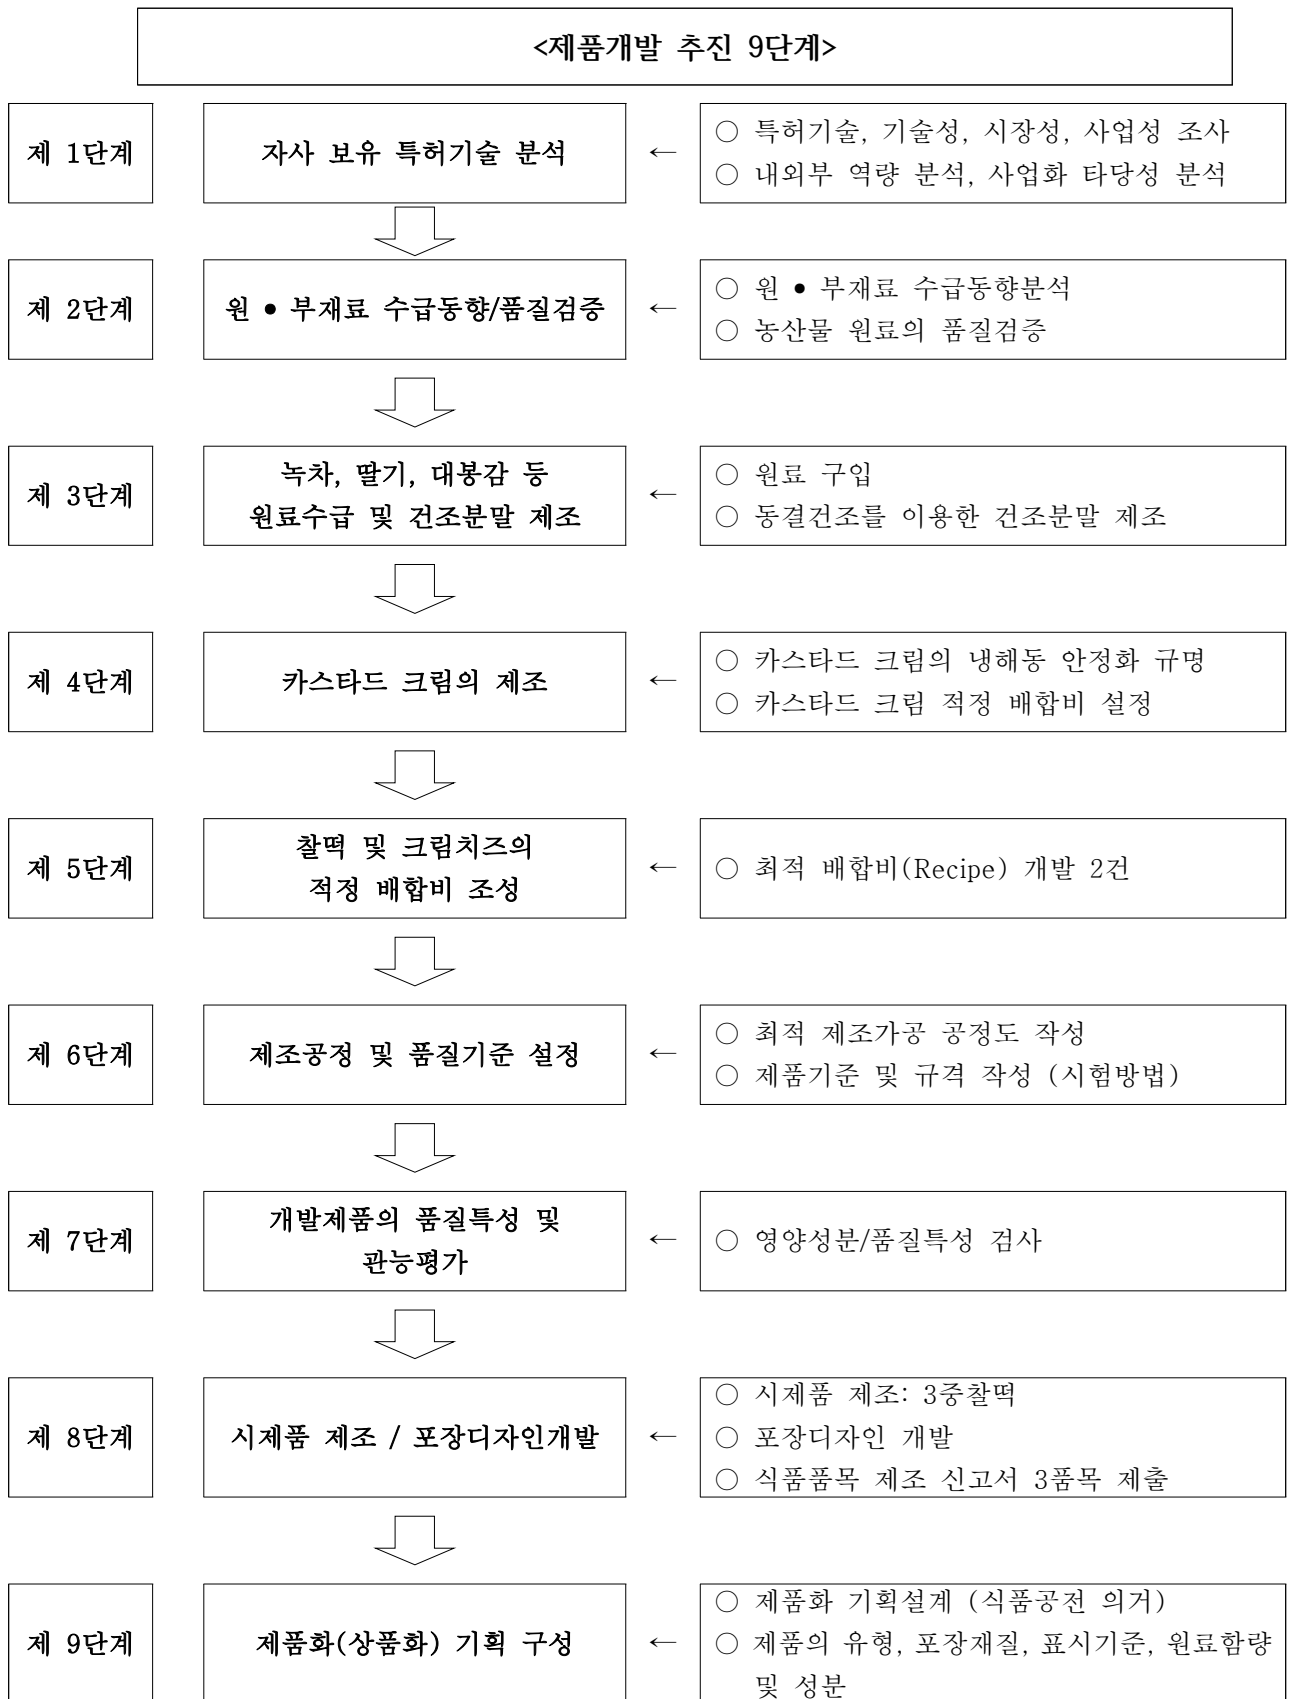 <제품개발 추진 9단계>
제 1단계
자사 보유 특허기술 분석
←
○ 특허기술, 기술성, 시장성, 사업성 조사
○ 내외부 역량 분석, 사업화 타당성 분석
제 2단계
원 • 부재료 수급동향/품질검증
←
○ 원 • 부재료 수급동향분석
○ 농산물 원료의 품질검증
제 3단계
녹차, 딸기, 대봉감 등
원료수급 및 건조분말 제조
←
○ 원료 구입
○ 동결건조를 이용한 건조분말 제조
제 4단계
카스타드 크림의 제조
←
○ 카스타드 크림의 냉해동 안정화 규명
○ 카스타드 크림 적정 배합비 설정
제 5단계
찰떡 및 크림치즈의
적정 배합비 조성
←
○ 최적 배합비(Recipe) 개발 2건
제 6단계
제조공정 및 품질기준 설정
←
○ 최적 제조가공 공정도 작성
○ 제품기준 및 규격 작성 (시험방법)
제 7단계
개발제품의 품질특성 및
관능평가
←
○ 영양성분/품질특성 검사
제 8단계
시제품 제조 / 포장디자인개발
←
○ 시제품 제조: 3중찰떡
○ 포장디자인 개발
○ 식품품목 제조 신고서 3품목 제출
제 9단계
제품화(상품화) 기획 구성
←
○ 제품화 기획설계 (식품공전 의거)
○ 제품의 유형, 포장재질, 표시기준, 원료함량
및 성분